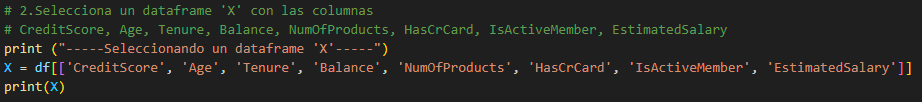 # 2.Selecciona un dataframe 'X' con las columnas
# CreditScore, Age, Tenure, Balance, NumOfProducts, HasCrCard, IsActiveMember, EstimatedSalary
print ("-----Seleccionando un dataframe 'X'-----")
X = df[['CreditScore', 'Age', 'Tenure', 'Balance', 'NumOfProducts', 'HasCrCard', 'IsActiveMember', 'EstimatedSalary']]
print(X)